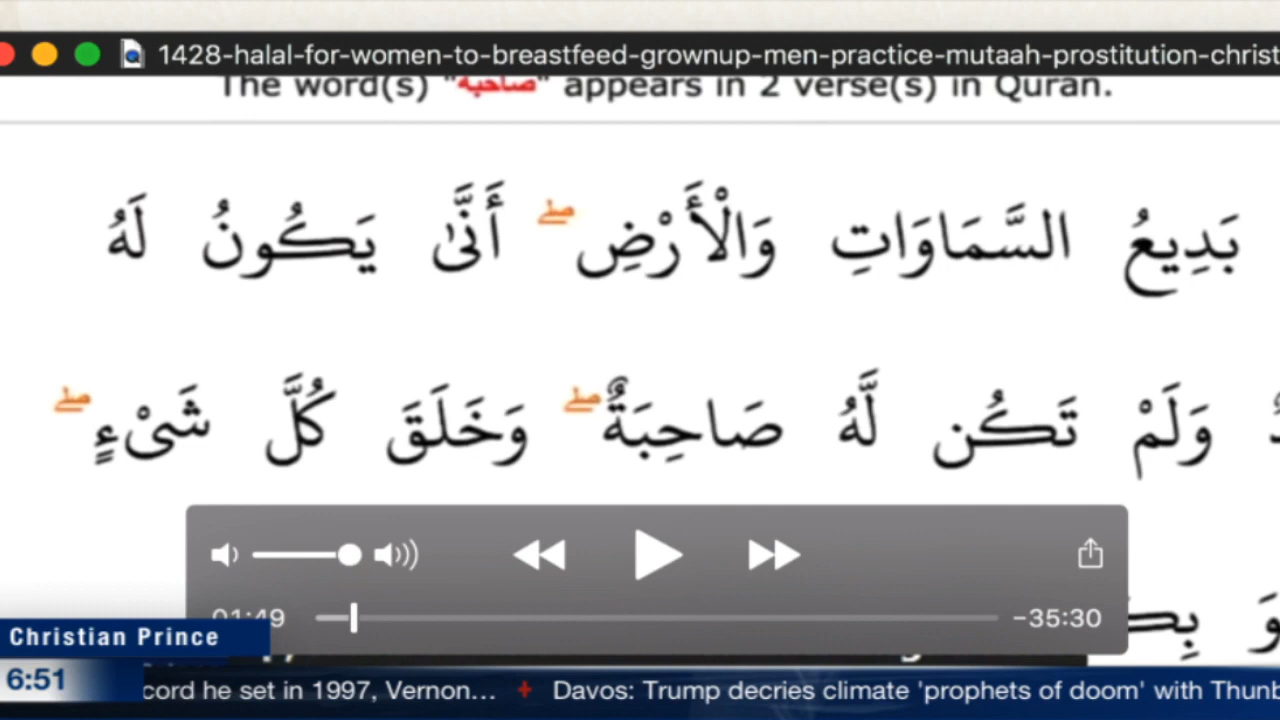 1428-halal-for-women-to-breastfeed-grownup-men-practice-mutaah-prostitution-christ
The word(s) "صاحبة" appears in 2 verse(s) in Quran.
بَدِيعُ السَّمَاوَاتِ وَالْأَرْضِ ۖ أَنَّىٰ يَكُونُ لَهُ
وَلَمْ تَكُن لَّهُ صَاحِبَةٌ ۖ وَخَلَقَ كُلَّ شَىْءٍ ۖ
01:49
-35:30
Christian Prince
6:51
cord he set in 1997, Vernon... Davos: Trump decries climate 'prophets of doom' with Thunb